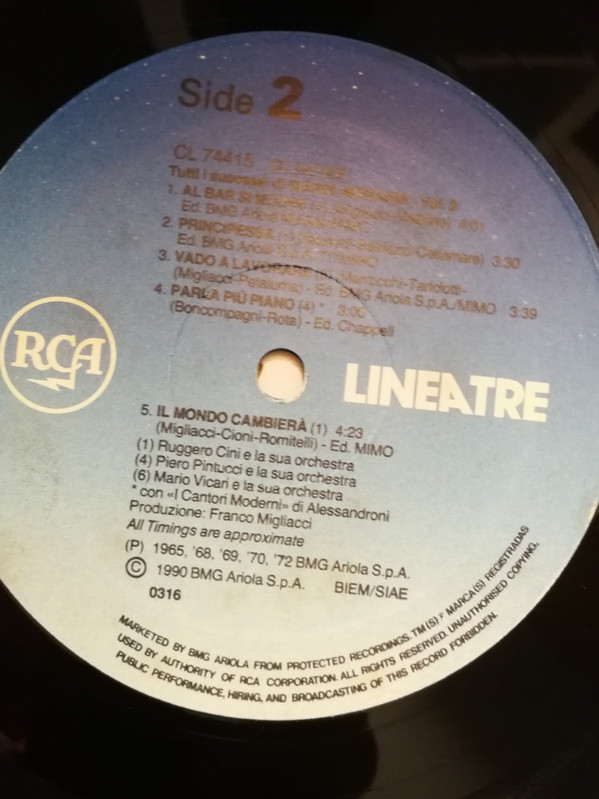 Side 2
CL 74415
Tutti i successi di
1. AL BAR SI MUORE 4:01
Ed. BMG Ariola
2. PRINCIPESSA 3:30
Ed. BMG Ariola S.p.A.
3. VADO A LAVORARE
(Migliacci- - Ed. BMG Ariola S.p.A./MIMO 3:39
4. PARLA PIÙ PIANO (4) * 3:00
(Boncompagni-Rota) - Ed. Chappell
RCA
LINEATRE
5. IL MONDO CAMBIERÀ (1) 4:23
(Migliacci-Cioni-Romitelli) - Ed. MIMO
(1) Ruggero Cini e la sua orchestra
(4) Piero Pintucci e la sua orchestra
(6) Mario Vicari e la sua orchestra
* con «I Cantori Moderni» di Alessandroni
Produzione: Franco Migliacci
All Timings are approximate
(P) 1965, '68, '69, '70, '72 BMG Ariola S.p.A.
© 1990 BMG Ariola S.p.A. BIEM/SIAE
0316
MARKETED BY BMG ARIOLA FROM PROTECTED RECORDINGS. TM(S) ® MARCA(S) REGISTRADAS
USED BY AUTHORITY OF RCA CORPORATION. ALL RIGHTS RESERVED. UNAUTHORISED COPYING,
PUBLIC PERFORMANCE, HIRING, AND BROADCASTING OF THIS RECORD FORBIDDEN.